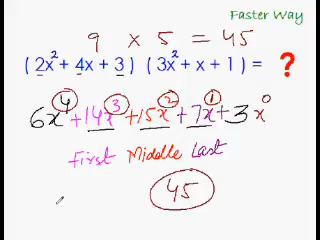 Faster Way
9 × 5 = 45
(2x² + 4x + 3) (3x² + x + 1) = ?
6x⁴ + 14x³ + 15x² + 7x¹ + 3x⁰
First Middle Last
45